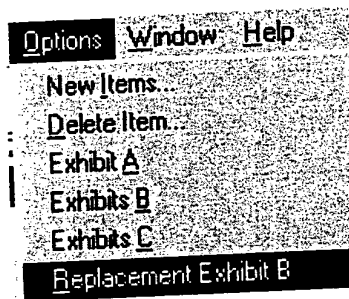 Options Window Help
New Items...
Delete Item...
Exhibit A
Exhibits B
Exhibits C
Replacement Exhibit B